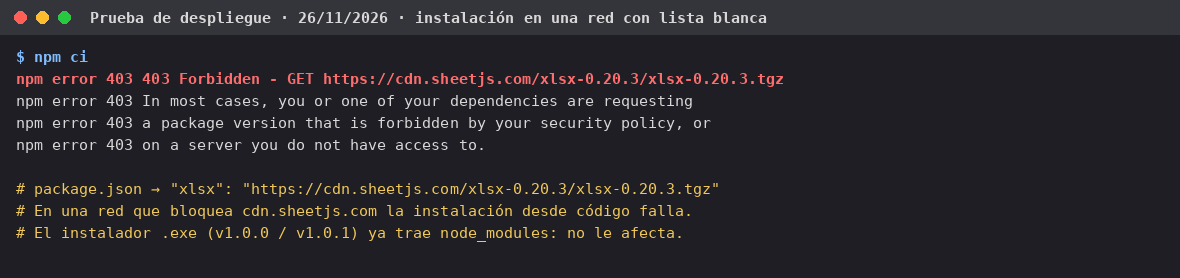 Prueba de despliegue · 26/11/2026 · instalación en una red con lista blanca
$ npm ci
npm error 403 403 Forbidden - GET https://cdn.sheetjs.com/xlsx-0.20.3/xlsx-0.20.3.tgz
npm error 403 In most cases, you or one of your dependencies are requesting
npm error 403 a package version that is forbidden by your security policy, or
npm error 403 on a server you do not have access to.
# package.json → "xlsx": "https://cdn.sheetjs.com/xlsx-0.20.3/xlsx-0.20.3.tgz"
# En una red que bloquea cdn.sheetjs.com la instalación desde código falla.
# El instalador .exe (v1.0.0 / v1.0.1) ya trae node_modules: no le afecta.